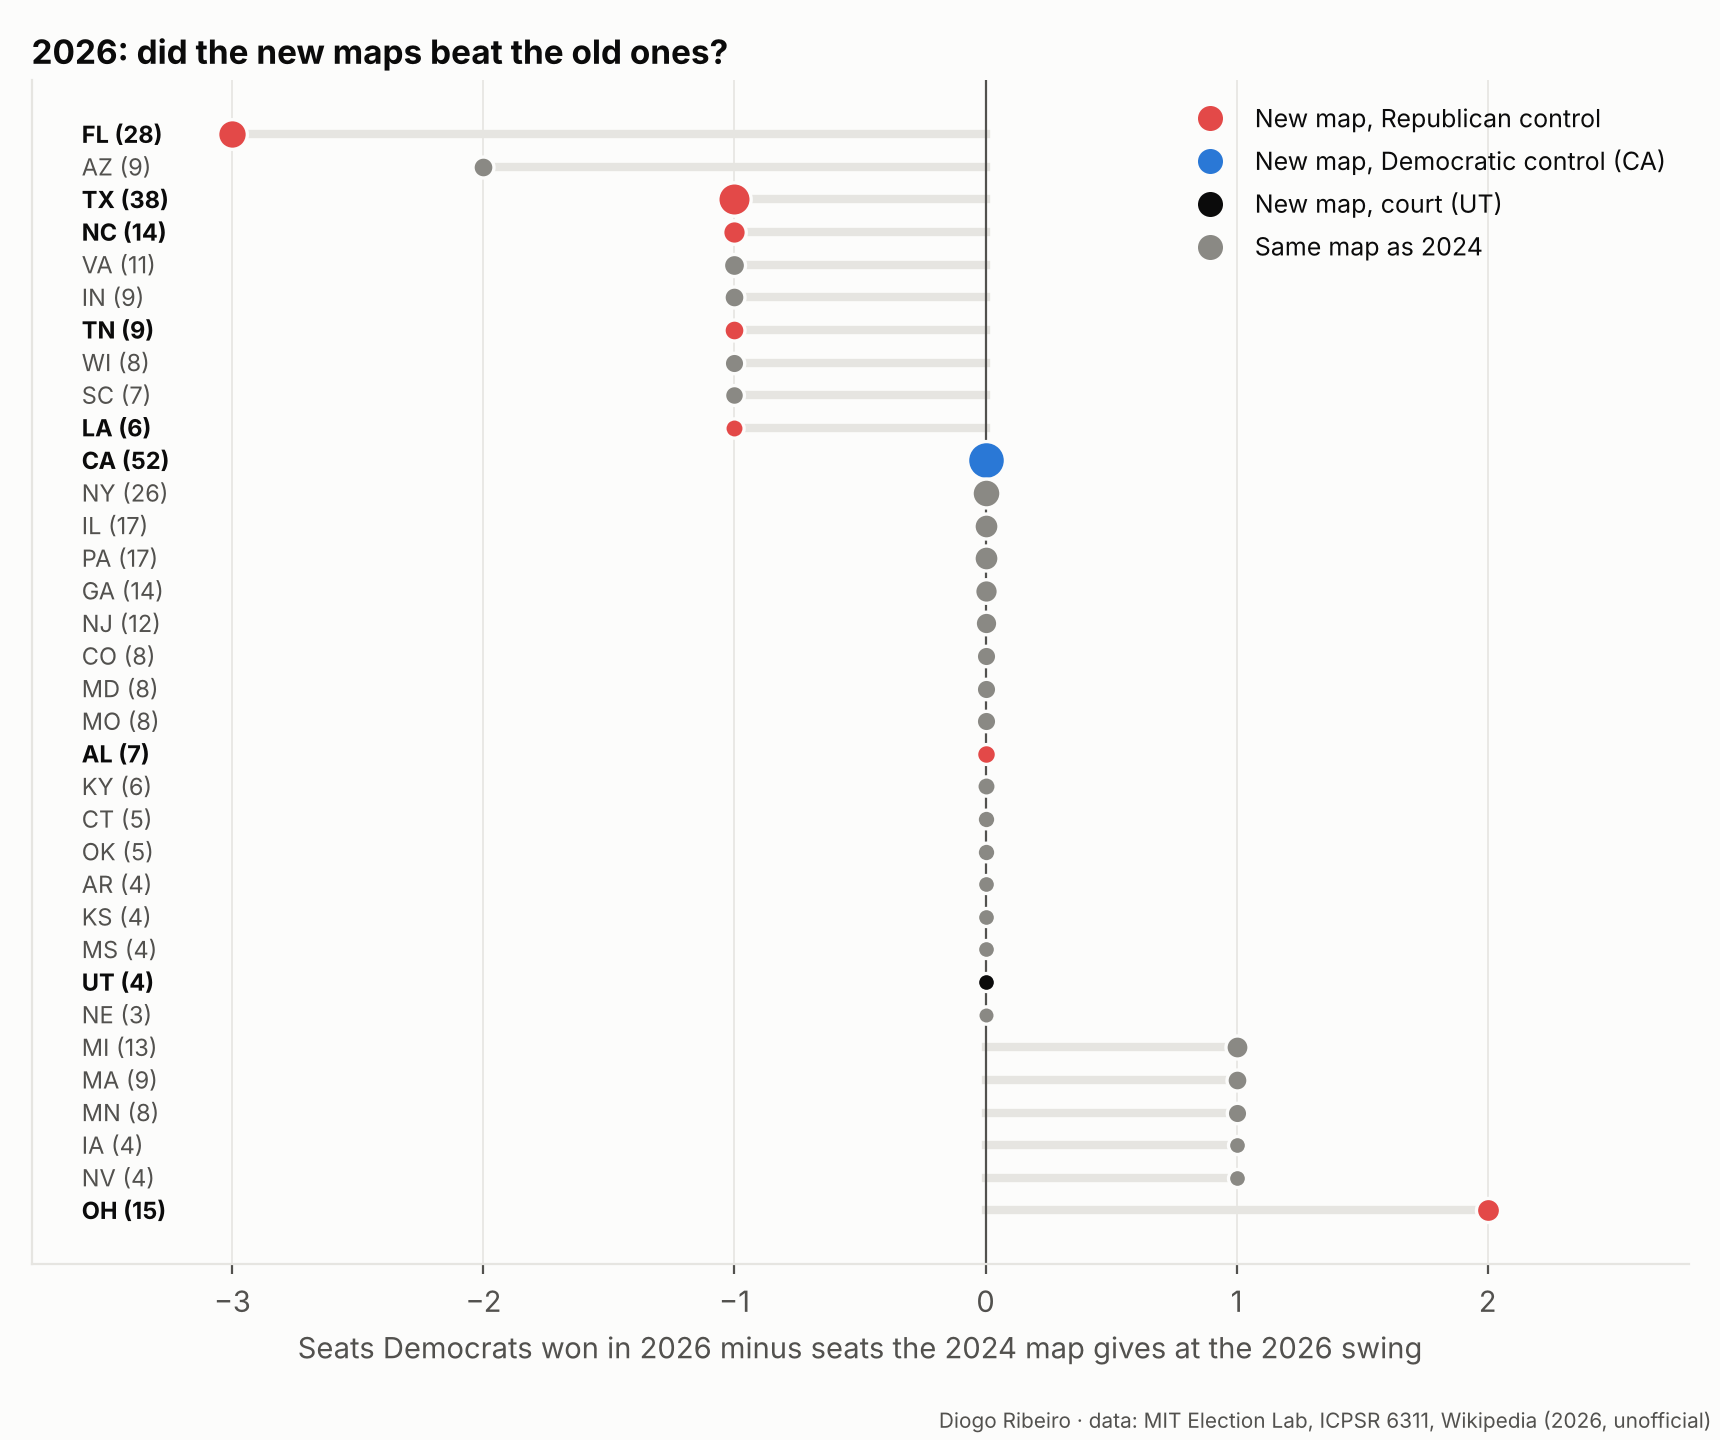 2026: did the new maps beat the old ones?
New map, Republican control
New map, Democratic control (CA)
New map, court (UT)
Same map as 2024
FL (28)
AZ (9)
TX (38)
NC (14)
VA (11)
IN (9)
TN (9)
WI (8)
SC (7)
LA (6)
CA (52)
NY (26)
IL (17)
PA (17)
GA (14)
NJ (12)
CO (8)
MD (8)
MO (8)
AL (7)
KY (6)
CT (5)
OK (5)
AR (4)
KS (4)
MS (4)
UT (4)
NE (3)
MI (13)
MA (9)
MN (8)
IA (4)
NV (4)
OH (15)
−3 −2 −1 0 1 2
Seats Democrats won in 2026 minus seats the 2024 map gives at the 2026 swing
Diogo Ribeiro · data: MIT Election Lab, ICPSR 6311, Wikipedia (2026, unofficial)